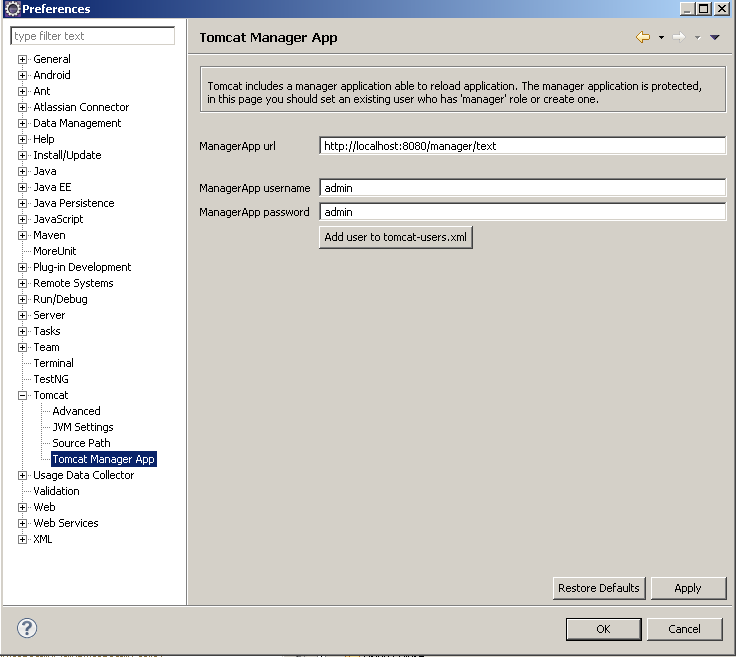 Preferences
type filter text
General
Android
Ant
Atlassian Connector
Data Management
Help
Install/Update
Java
Java EE
Java Persistence
JavaScript
Maven
MoreUnit
Plug-in Development
Remote Systems
Run/Debug
Server
Tasks
Team
Terminal
TestNG
Tomcat
Advanced
JVM Settings
Source Path
Tomcat Manager App
Usage Data Collector
Validation
Web
Web Services
XML
Tomcat Manager App
Tomcat includes a manager application able to reload application. The manager application is protected,
in this page you should set an existing user who has 'manager' role or create one.
ManagerApp url http://localhost:8080/manager/text
ManagerApp username admin
ManagerApp password admin
Add user to tomcat-users.xml
Restore Defaults Apply
? OK Cancel